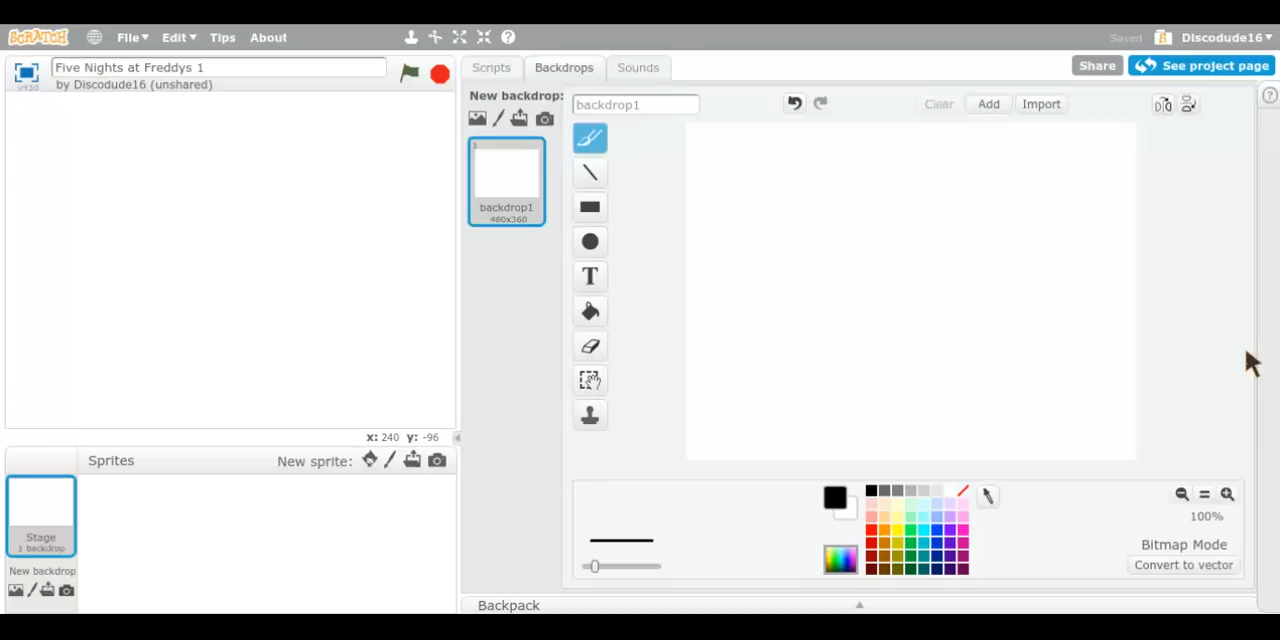 SCRATCH File Edit Tips About Saved Discodude16
Five Nights at Freddys 1
by Discodude16 (unshared)
v430
Scripts Backdrops Sounds
Share See project page
New backdrop:
backdrop1
Clear Add Import
1
backdrop1
480x360
T
x: 240 y: -96
Sprites New sprite:
Stage
1 backdrop
New backdrop
100%
Bitmap Mode
Convert to vector
Backpack